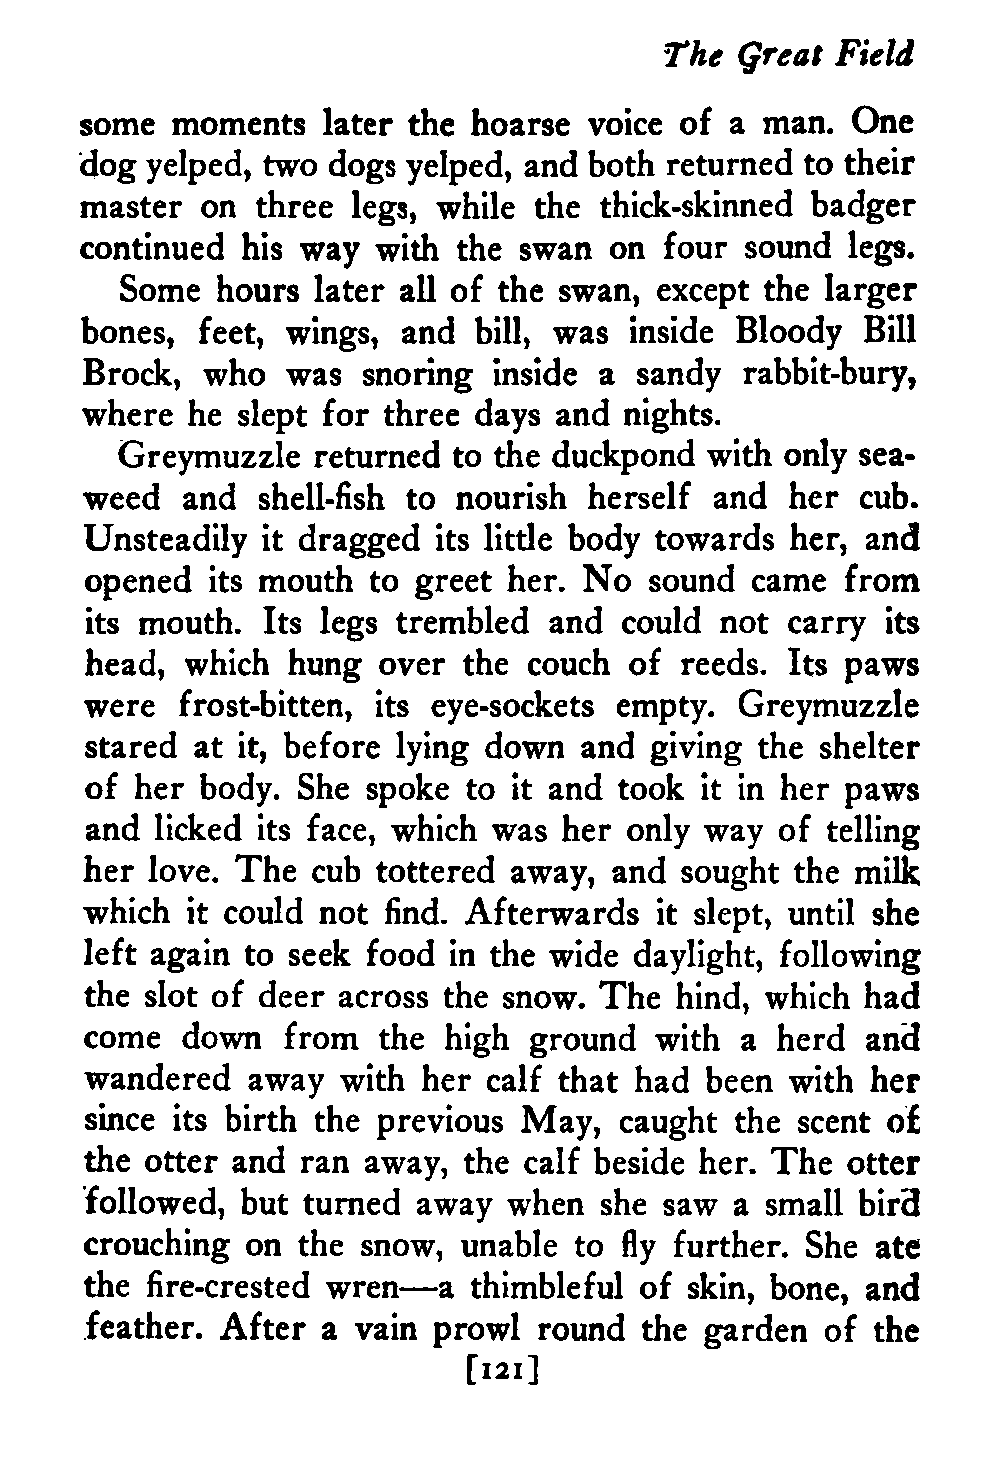 The Great Field
some moments later the hoarse voice of a man. One
dog yelped, two dogs yelped, and both returned to their
master on three legs, while the thick-skinned badger
continued his way with the swan on four sound legs.
Some hours later all of the swan, except the larger
bones, feet, wings, and bill, was inside Bloody Bill
Brock, who was snoring inside a sandy rabbit-bury,
where he slept for three days and nights.
Greymuzzle returned to the duckpond with only sea-
weed and shell-fish to nourish herself and her cub.
Unsteadily it dragged its little body towards her, and
opened its mouth to greet her. No sound came from
its mouth. Its legs trembled and could not carry its
head, which hung over the couch of reeds. Its paws
were frost-bitten, its eye-sockets empty. Greymuzzle
stared at it, before lying down and giving the shelter
of her body. She spoke to it and took it in her paws
and licked its face, which was her only way of telling
her love. The cub tottered away, and sought the milk
which it could not find. Afterwards it slept, until she
left again to seek food in the wide daylight, following
the slot of deer across the snow. The hind, which had
come down from the high ground with a herd and
wandered away with her calf that had been with her
since its birth the previous May, caught the scent of
the otter and ran away, the calf beside her. The otter
followed, but turned away when she saw a small bird
crouching on the snow, unable to fly further. She ate
the fire-crested wren—a thimbleful of skin, bone, and
feather. After a vain prowl round the garden of the
[121]